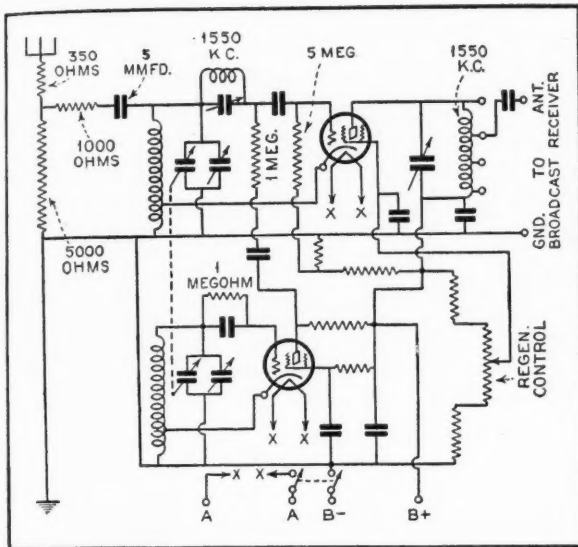 350
OHMS
5
MMFD.
1550
K.C.
5 MEG.
1550
K.C.
1000
OHMS
1 MEG.
5000
OHMS
1
MEGOHM
X X
X X
X X
A
A
B-
B+
REGEN.
CONTROL
ANT.
RECEIVER
TO
BROADCAST
GND.